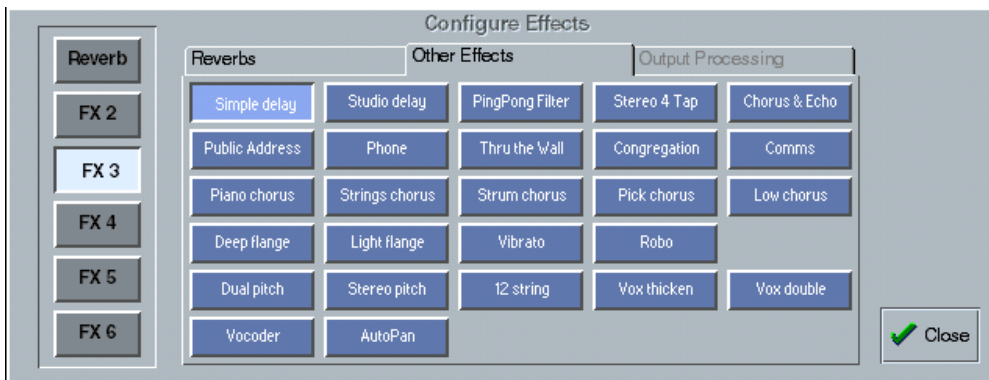 Configure Effects
Reverb
FX 2
FX 3
FX 4
FX 5
FX 6
Reverbs Other Effects Output Processing
Simple delay Studio delay PingPong Filter Stereo 4 Tap Chorus & Echo
Public Address Phone Thru the Wall Congregation Comms
Piano chorus Strings chorus Strum chorus Pick chorus Low chorus
Deep flange Light flange Vibrato Robo
Dual pitch Stereo pitch 12 string Vox thicken Vox double
Vocoder AutoPan
Close